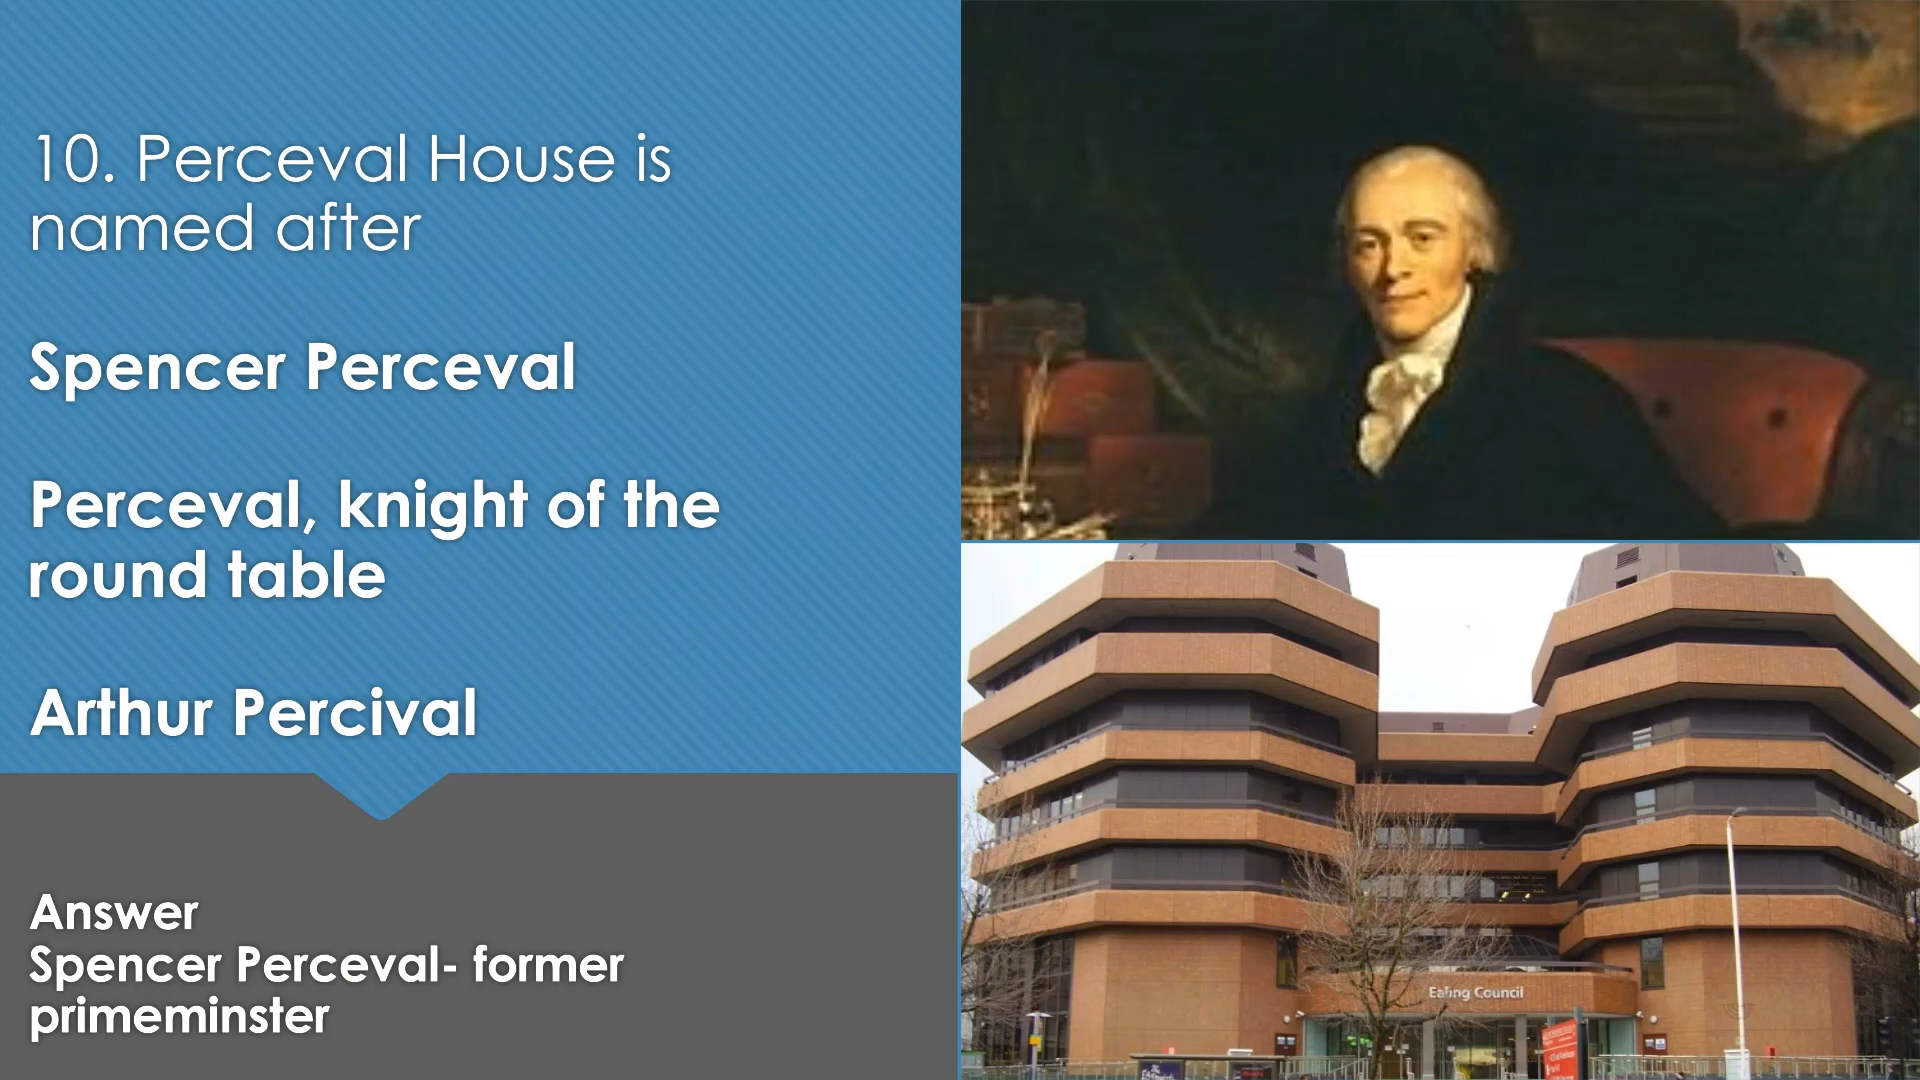 10. Perceval House is
named after
Spencer Perceval
Perceval, knight of the
round table
Arthur Percival
Answer
Spencer Perceval- former
primeminster
Ealing Council